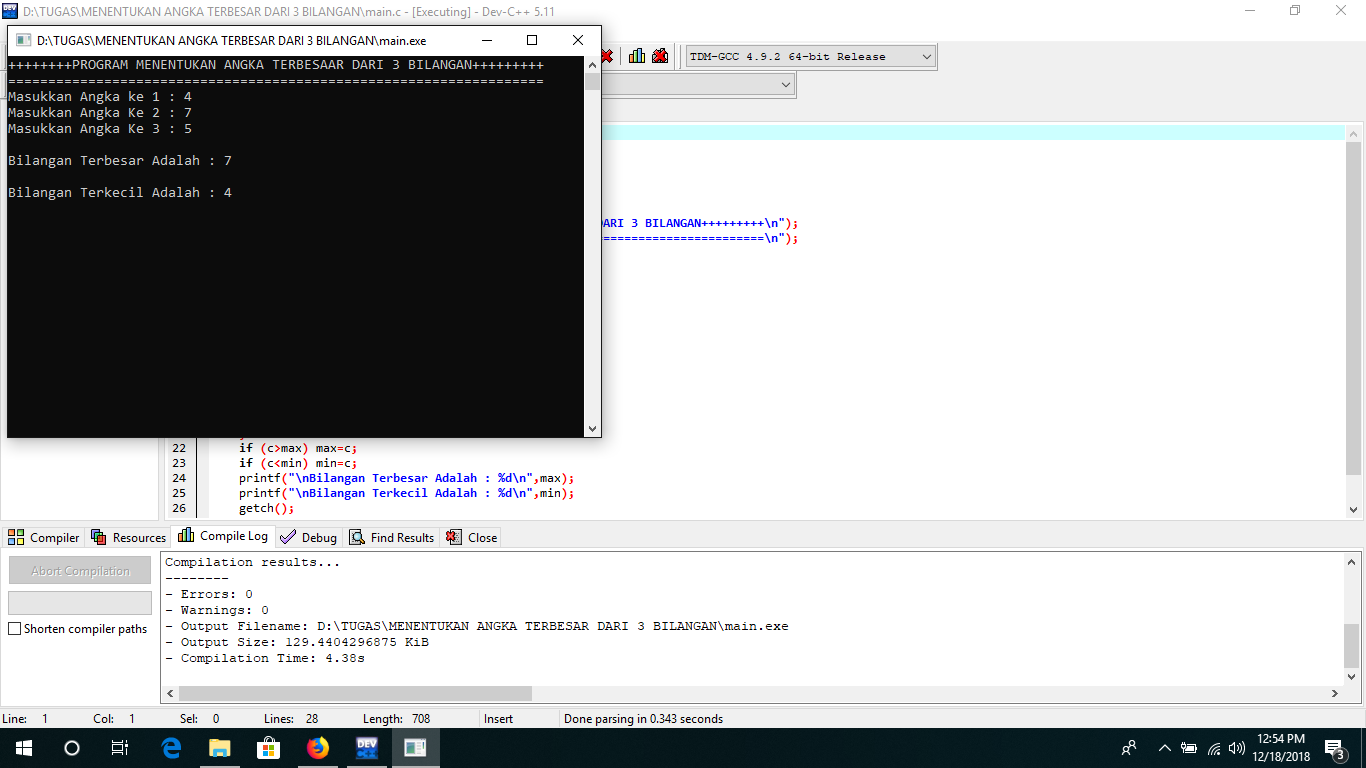 D:\TUGAS\MENENTUKAN ANGKA TERBESAR DARI 3 BILANGAN\main.c - [Executing] - Dev-C++ 5.11
D:\TUGAS\MENENTUKAN ANGKA TERBESAR DARI 3 BILANGAN\main.exe
TDM-GCC 4.9.2 64-bit Release
++++++++PROGRAM MENENTUKAN ANGKA TERBESAAR DARI 3 BILANGAN+++++++++
===================================================================
Masukkan Angka ke 1 : 4
Masukkan Angka Ke 2 : 7
Masukkan Angka Ke 3 : 5
Bilangan Terbesar Adalah : 7
Bilangan Terkecil Adalah : 4
DARI 3 BILANGAN+++++++++\n");
=======================\n");
22 if (c>max) max=c;
23 if (c<min) min=c;
24 printf("\nBilangan Terbesar Adalah : %d\n",max);
25 printf("\nBilangan Terkecil Adalah : %d\n",min);
26 getch();
Compiler Resources Compile Log Debug Find Results Close
Abort Compilation
Shorten compiler paths
Compilation results...
--------
- Errors: 0
- Warnings: 0
- Output Filename: D:\TUGAS\MENENTUKAN ANGKA TERBESAR DARI 3 BILANGAN\main.exe
- Output Size: 129.4404296875 KiB
- Compilation Time: 4.38s
Line: 1 Col: 1 Sel: 0 Lines: 28 Length: 708 Insert Done parsing in 0.343 seconds
DEV
12:54 PM
12/18/2018
3